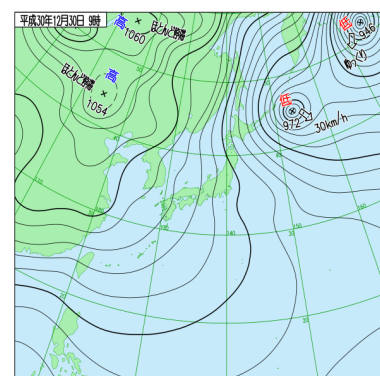 平成30年12月30日 9時
高
1060
ほとんど停滞
高
1054
ほとんど停滞
低
946
ゆっくり
低
972
30km/h
140
150